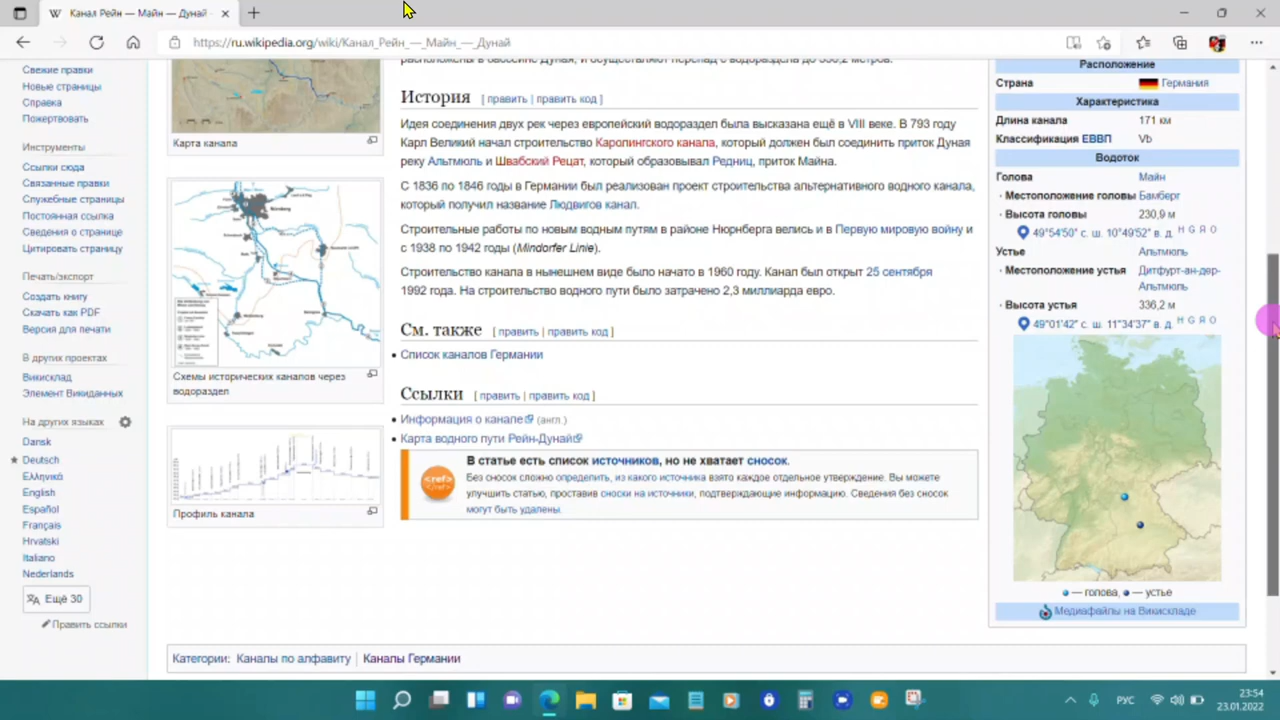 Канал Рейн — Майн — Дунай
https://ru.wikipedia.org/wiki/Канал_Рейн_—_Майн_—_Дунай
Свежие правки
Новые страницы
Справка
Пожертвовать
Инструменты
Ссылки сюда
Связанные правки
Служебные страницы
Постоянная ссылка
Сведения о странице
Цитировать страницу
Печать/экспорт
Создать книгу
Скачать как PDF
Версия для печати
В других проектах
Викисклад
Элемент Викиданных
На других языках
Dansk
Deutsch
Ελληνικά
English
Español
Français
Hrvatski
Italiano
Nederlands
Ещё 30
Править ссылки
Карта канала
Nürnberg
Схемы исторических каналов через
водораздел
Профиль канала
расположены в бассейне Дуная, и осуществляют перепад с водораздела до 336,2 метров.
История [ править | править код ]
Идея соединения двух рек через европейский водораздел была высказана ещё в VIII веке. В 793 году
Карл Великий начал строительство Каролингского канала, который должен был соединить приток Дуная
реку Альтмюль и Швабский Рецат, который образовывал Редниц, приток Майна.
С 1836 по 1846 годы в Германии был реализован проект строительства альтернативного водного канала,
который получил название Людвигов канал.
Строительные работы по новым водным путям в районе Нюрнберга велись и в Первую мировую войну и
с 1938 по 1942 годы (Mindorfer Linie).
Строительство канала в нынешнем виде было начато в 1960 году. Канал был открыт 25 сентября
1992 года. На строительство водного пути было затрачено 2,3 миллиарда евро.
См. также [ править | править код ]
• Список каналов Германии
Ссылки [ править | править код ]
• Информация о канале (англ.)
• Карта водного пути Рейн-Дунай
<ref>
В статье есть список источников, но не хватает сносок.
Без сносок сложно определить, из какого источника взято каждое отдельное утверждение. Вы можете
улучшить статью, проставив сноски на источники, подтверждающие информацию. Сведения без сносок
могут быть удалены.
Расположение
Страна Германия
Характеристика
Длина канала 171 км
Классификация ЕВВП Vb
Водоток
Голова Майн
· Местоположение головы Бамберг
· Высота головы 230,9 м
49°54′50″ с. ш. 10°49′52″ в. д. H G Я O
Устье Альтмюль
· Местоположение устья Дитфурт-ан-дер-
Альтмюль
· Высота устья 336,2 м
49°01′42″ с. ш. 11°34′37″ в. д. H G Я O
— голова, — устье
Медиафайлы на Викискладе
Категории: Каналы по алфавиту | Каналы Германии
РУС
23:54
23.01.2022